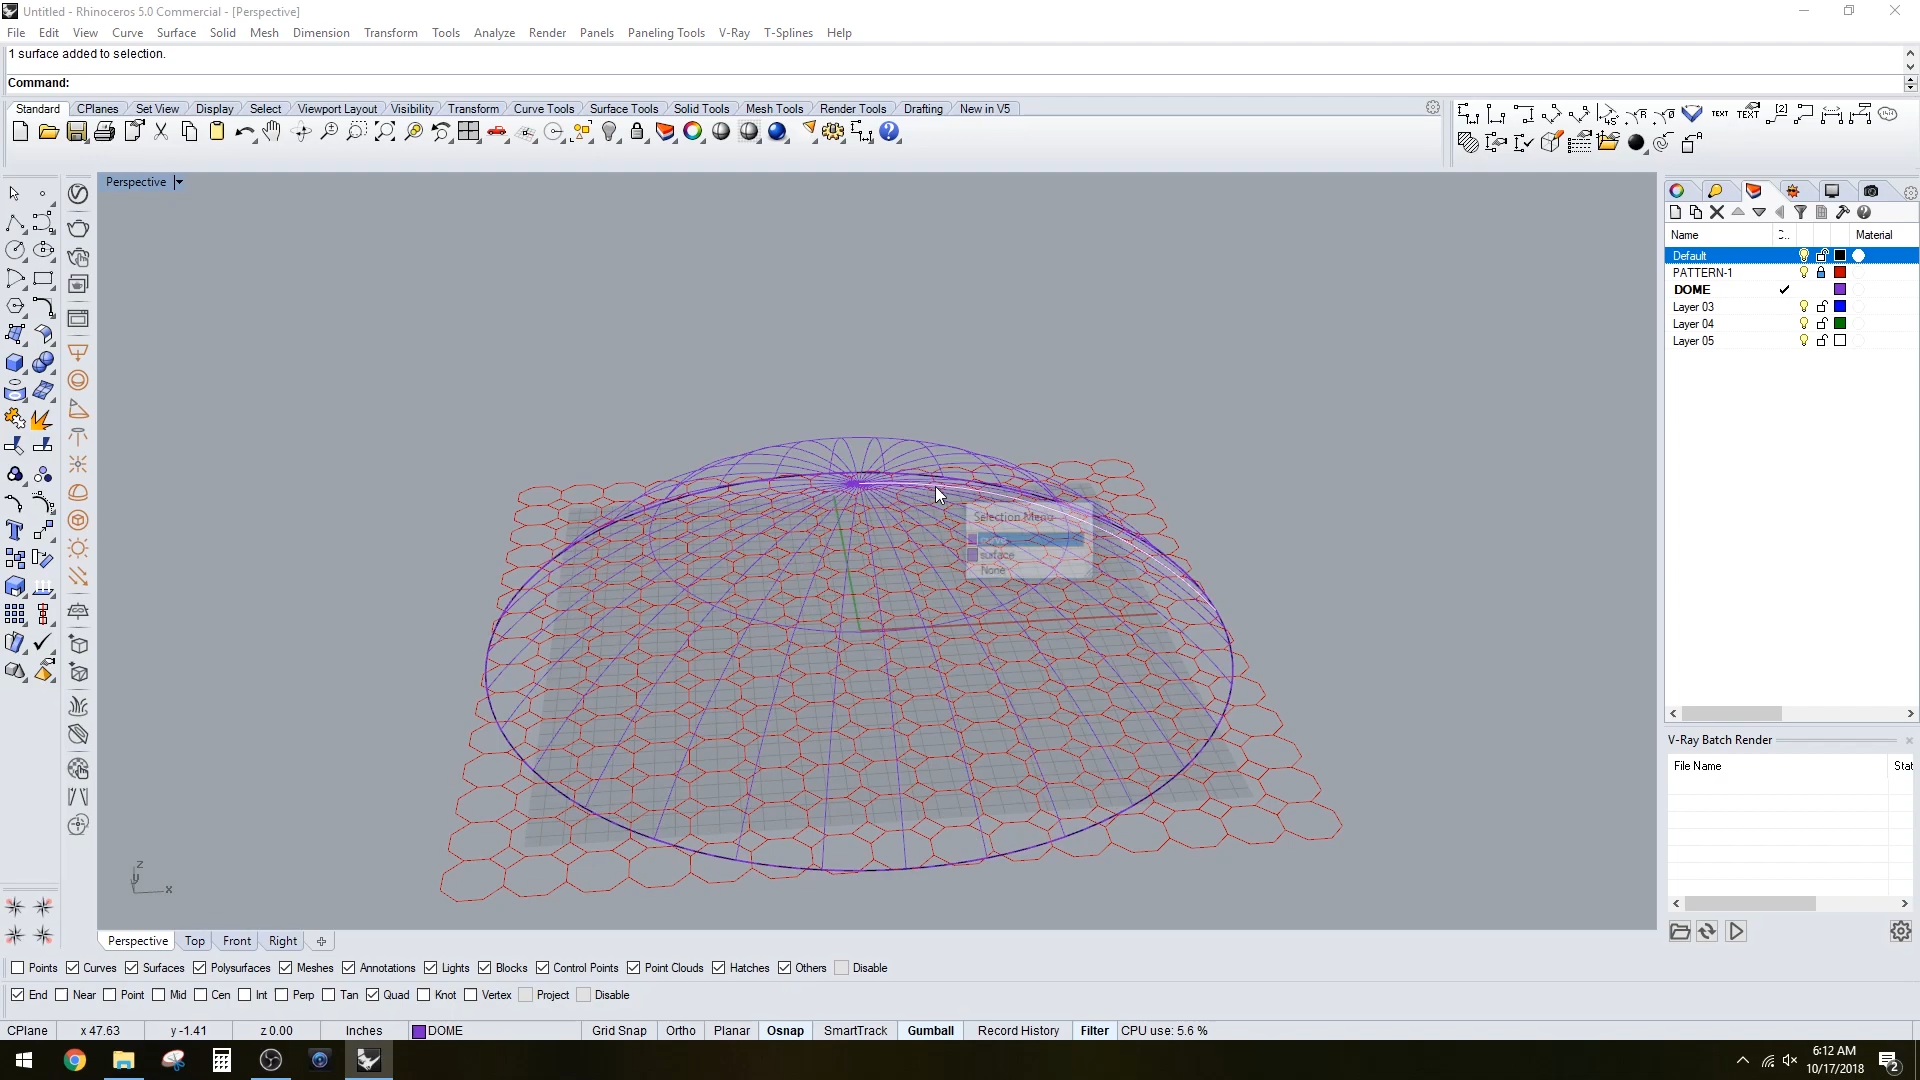 Untitled - Rhinoceros 5.0 Commercial - [Perspective]
File Edit View Curve Surface Solid Mesh Dimension Transform Tools Analyze Render Panels Paneling Tools V-Ray T-Splines Help
1 surface added to selection.
Command:
Standard CPlanes Set View Display Select Viewport Layout Visibility Transform Curve Tools Surface Tools Solid Tools Mesh Tools Render Tools Drafting New in V5
TEXT TEXT
Perspective
Name Material
Default
PATTERN-1
DOME
Layer 03
Layer 04
Layer 05
Selection Menu
curve
surface
None
V-Ray Batch Render
File Name Stat
z
y
x
Perspective Top Front Right
Points Curves Surfaces Polysurfaces Meshes Annotations Lights Blocks Control Points Point Clouds Hatches Others Disable
End Near Point Mid Cen Int Perp Tan Quad Knot Vertex Project Disable
CPlane x 47.63 y -1.41 z 0.00 Inches DOME Grid Snap Ortho Planar Osnap SmartTrack Gumball Record History Filter CPU use: 5.6 %
6:12 AM
10/17/2018
2